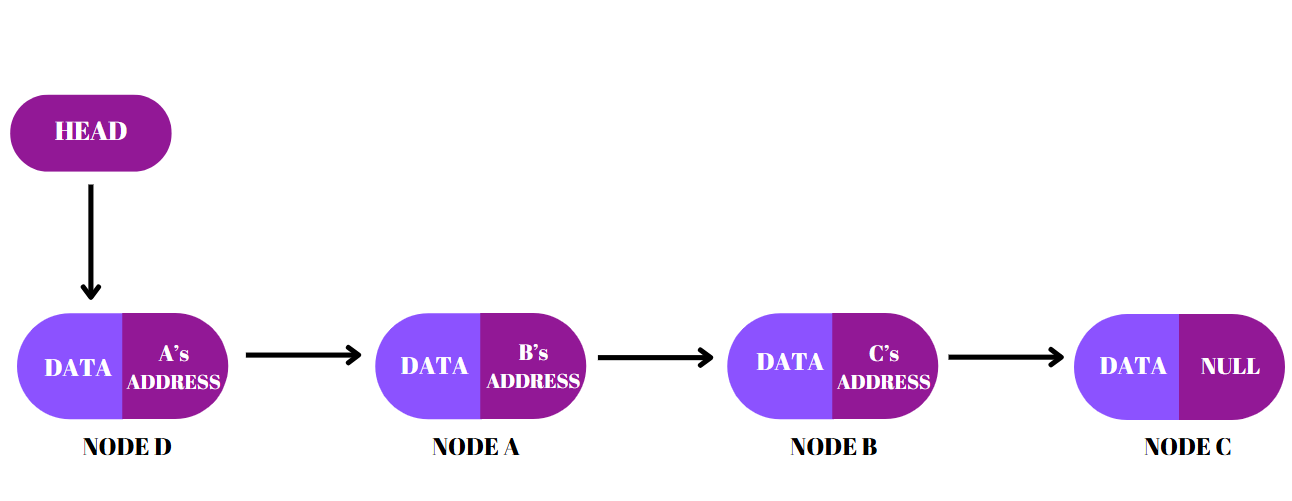 HEAD
DATA
A's
ADDRESS
DATA
B's
ADDRESS
DATA
C's
ADDRESS
DATA
NULL
NODE D
NODE A
NODE B
NODE C